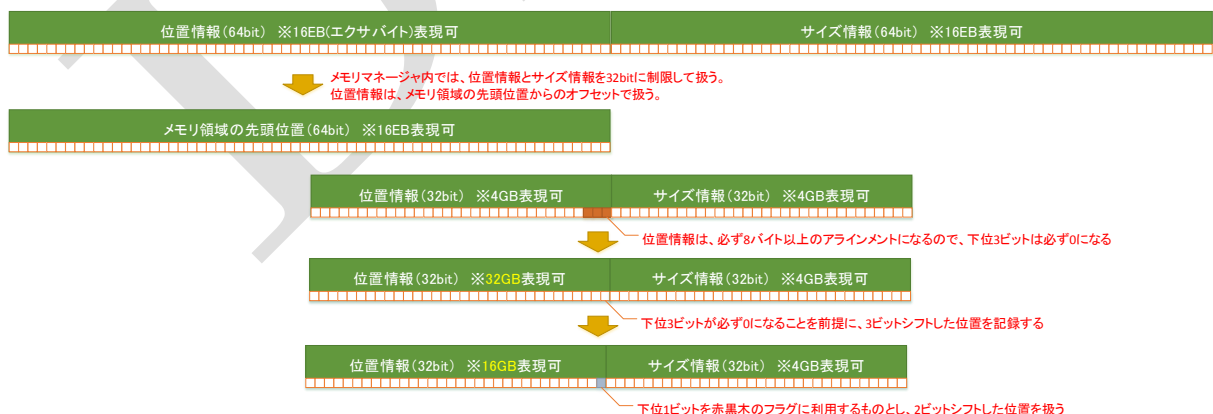 位置情報(64bit) ※16EB(エクサバイト)表現可
サイズ情報(64bit) ※16EB表現可
メモリマネージャ内では、位置情報とサイズ情報を32bitに制限して扱う。
位置情報は、メモリ領域の先頭位置からのオフセットで扱う。
メモリ領域の先頭位置(64bit) ※16EB表現可
位置情報(32bit) ※4GB表現可
サイズ情報(32bit) ※4GB表現可
位置情報は、必ず8バイト以上のアラインメントになるので、下位3ビットは必ず0になる
位置情報(32bit) ※32GB表現可
サイズ情報(32bit) ※4GB表現可
下位3ビットが必ず0になることを前提に、3ビットシフトした位置を記録する
位置情報(32bit) ※16GB表現可
サイズ情報(32bit) ※4GB表現可
下位1ビットを赤黒木のフラグに利用するものとし、2ビットシフトした位置を扱う